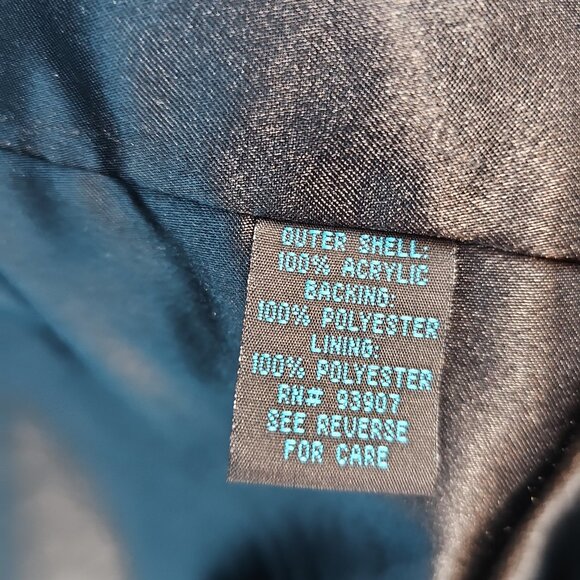 OUTER SHELL:
100% ACRYLIC
BACKING:
100% POLYESTER
LINING:
100% POLYESTER
RN# 93907
SEE REVERSE
FOR CARE